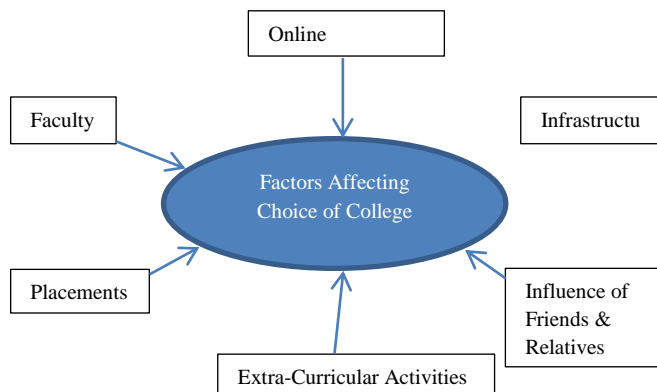 Online
Faculty
Infrastructu
Factors Affecting
Choice of College
Placements
Influence of
Friends &
Relatives
Extra-Curricular Activities